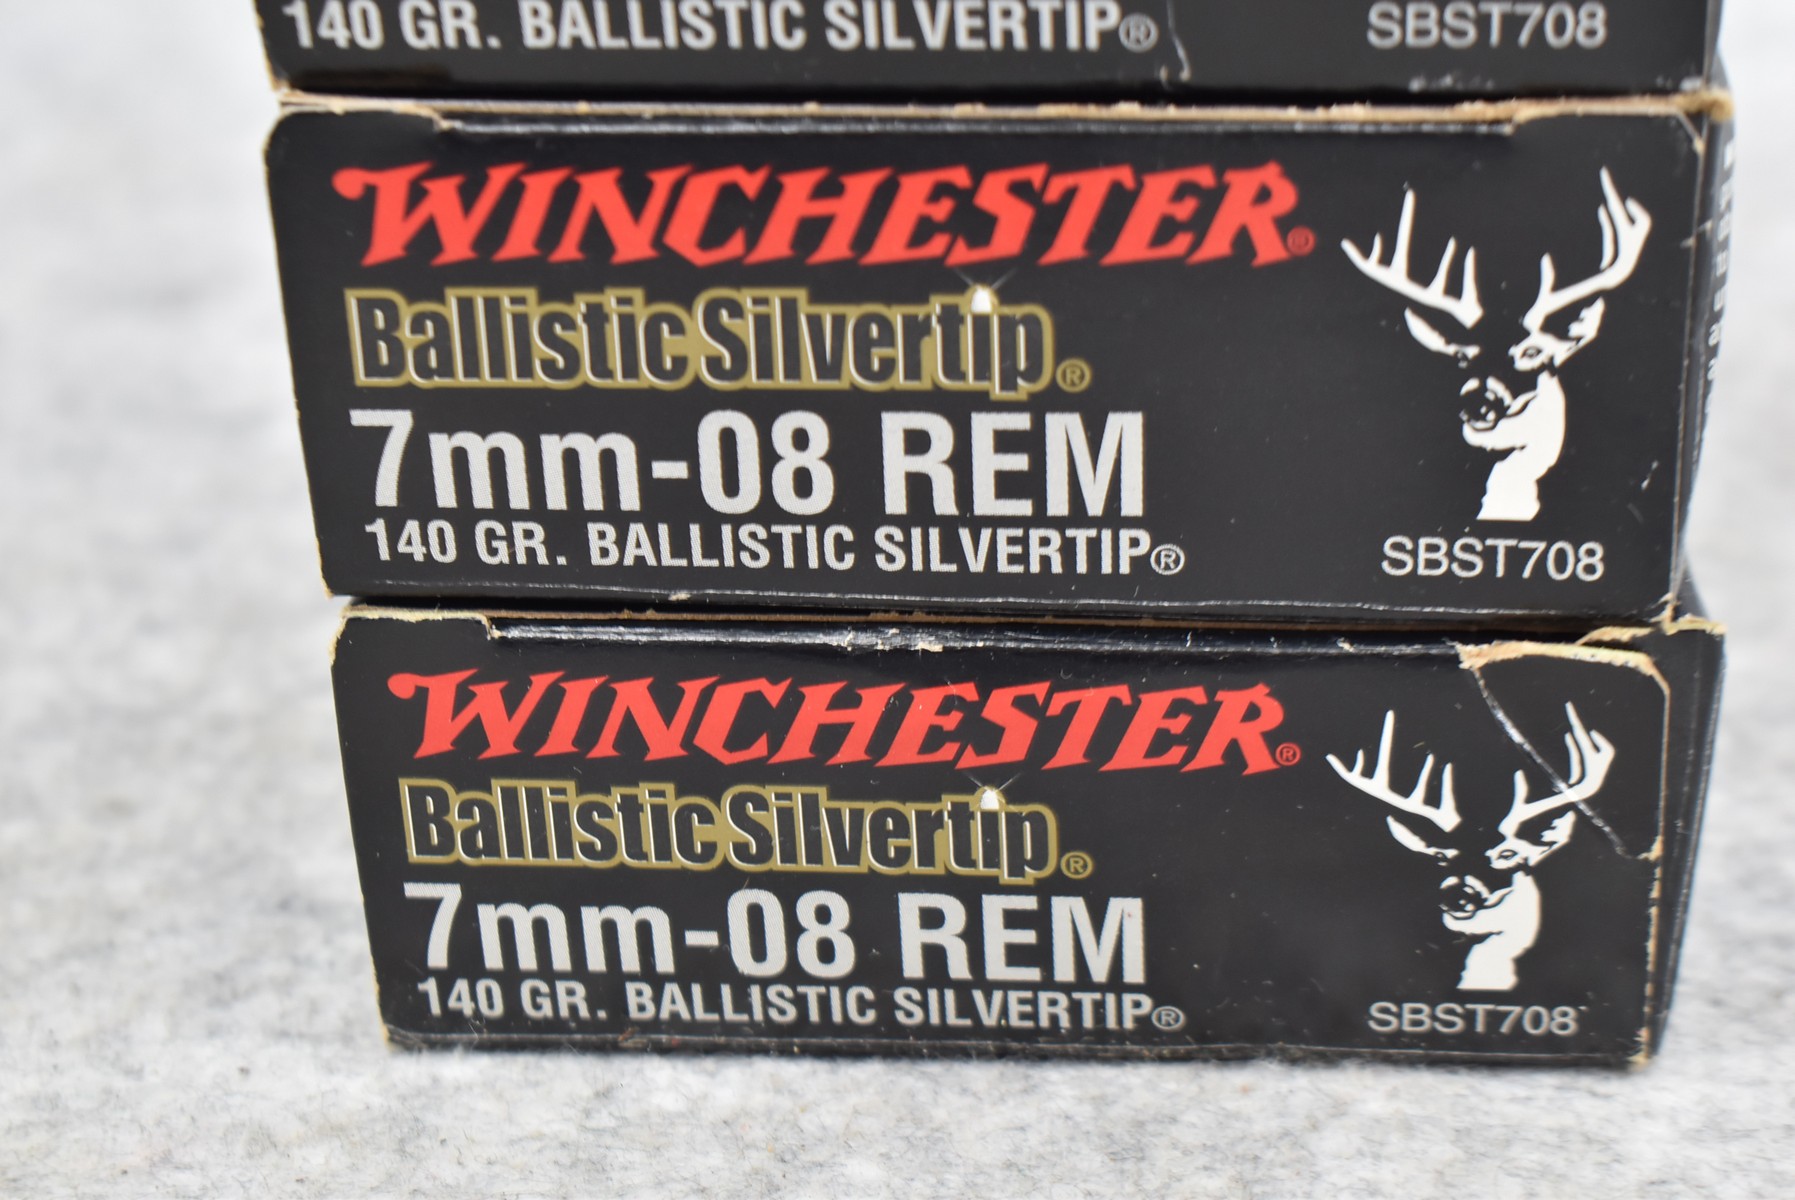 140 GR. BALLISTIC SILVERTIP® SBST708
WINCHESTER®
Ballistic Silvertip®
7mm-08 REM
140 GR. BALLISTIC SILVERTIP® SBST708
WINCHESTER®
Ballistic Silvertip®
7mm-08 REM
140 GR. BALLISTIC SILVERTIP® SBST708